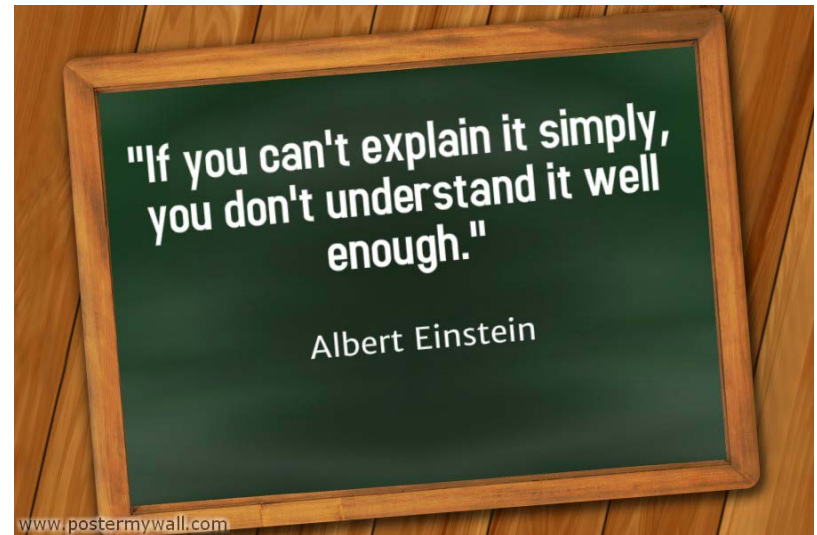 "If you can't explain it simply,
you don't understand it well
enough."
Albert Einstein
www.postermywall.com